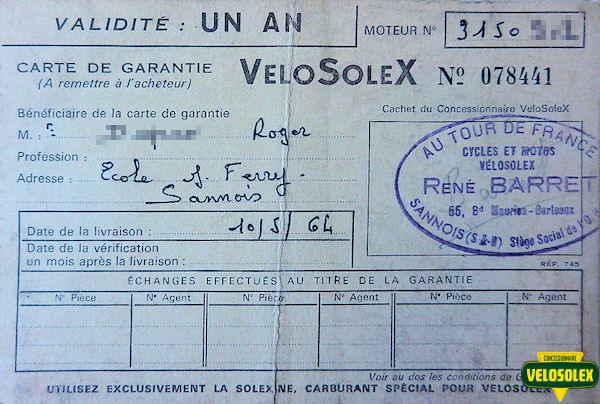 VALIDITÉ : UN AN
MOTEUR N° 3150
CARTE DE GARANTIE
(A remettre à l'acheteur)
VELOSOLEX N° 078441
Bénéficiaire de la carte de garantie
M. : Roger
Profession :
Adresse : Ecole J. Ferry
Sannois
Cachet du Concessionnaire VELOSOLEX
AU TOUR DE FRANCE
CYCLES ET MOTOS
VÉLOSOLEX
RENÉ BARRET
55, Bd Maurice-Berteaux
SANNOIS (S&O) Siège Social de l'U
Date de la livraison : 10/5/64
Date de la vérification
un mois après la livraison :
RÉF. 745
ÉCHANGES EFFECTUÉS AU TITRE DE LA GARANTIE
N° Pièce N° Agent N° Pièce N° Agent N° Pièce N° Agent
Voir au dos les conditions de
UTILISEZ EXCLUSIVEMENT LA SOLEXINE, CARBURANT SPÉCIAL POUR VELOSOLEX
CONCESSIONNAIRE
VELOSOLEX